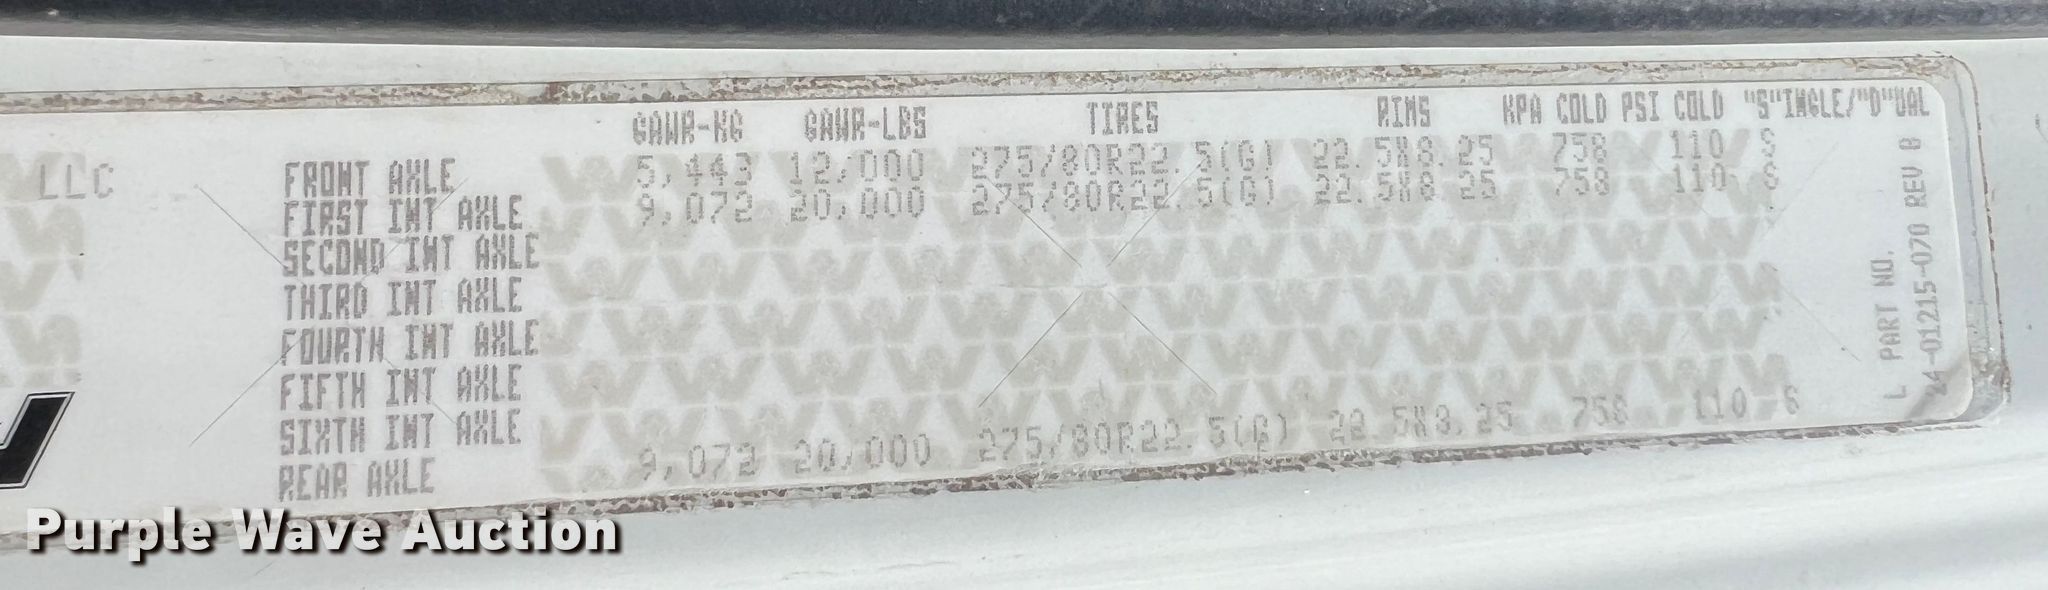 GAWR-KG GAWR-LBS TIRES RIMS KPA COLD PSI COLD "S"INGLE/"D"UAL
LLC
FRONT AXLE 5,443 12,000 275/80R22.5(G) 22.5X8.25 758 110 S
FIRST INT AXLE 9,072 20,000 275/80R22.5(G) 22.5X8.25 758 110 S
SECOND INT AXLE
THIRD INT AXLE
FOURTH INT AXLE
FIFTH INT AXLE
SIXTH INT AXLE
REAR AXLE 9,072 20,000 275/80R22.5(G) 22.5X8.25 758 110 S
L PART NO.
24-01215-070 REV B
Purple Wave Auction